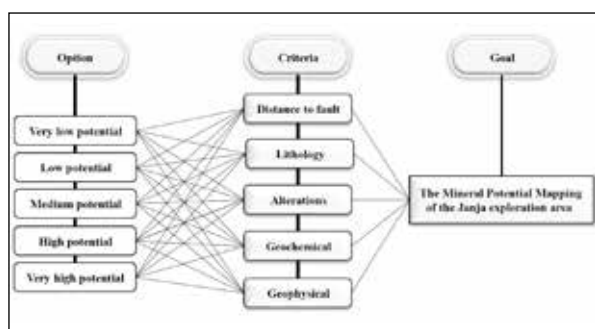 Option
Very low potential
Low potential
Medium potential
High potential
Very high potential
Criteria
Distance to fault
Lithology
Alterations
Geochemical
Geophysical
Goal
The Mineral Potential Mapping
of the Janja exploration area